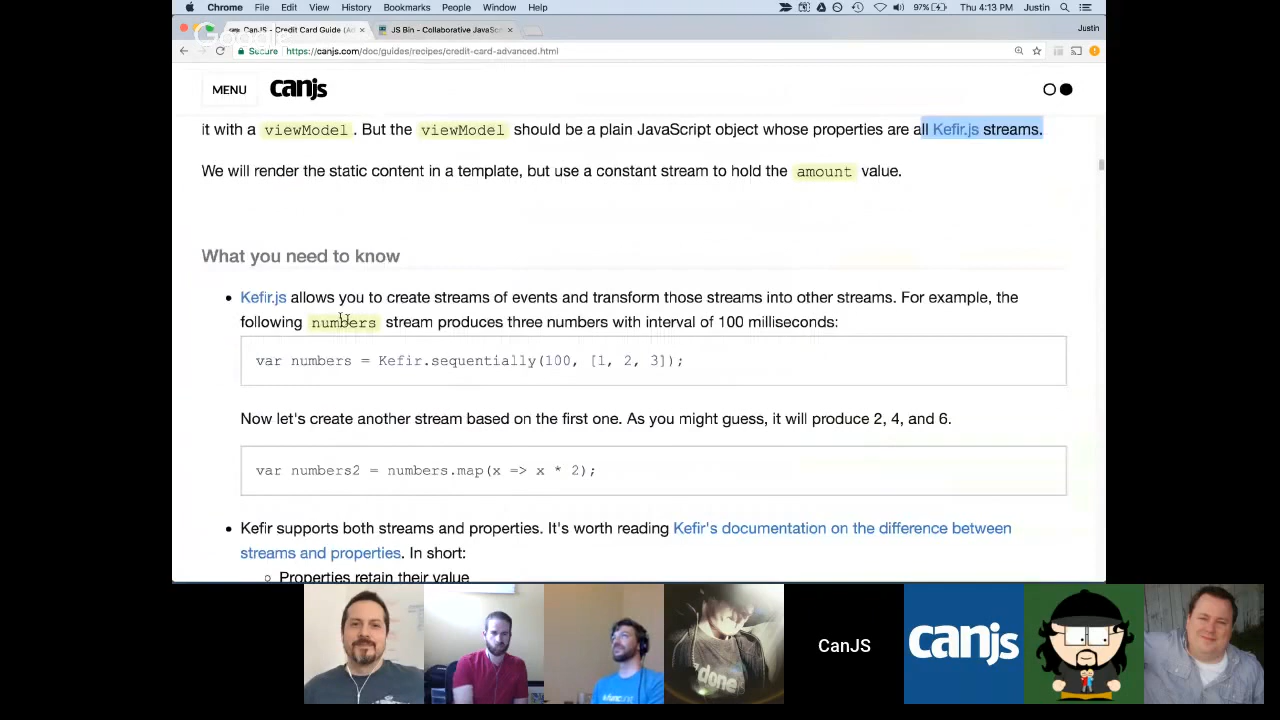 Chrome File Edit View History Bookmarks People Window Help 97% Thu 4:13 PM Justin
CanJS - Credit Card Guide (Ad × JS Bin - Collaborative JavaScr × Justin
Google
Secure https://canjs.com/doc/guides/recipes/credit-card-advanced.html
MENU canjs
it with a viewModel. But the viewModel should be a plain JavaScript object whose properties are all Kefir.js streams.
We will render the static content in a template, but use a constant stream to hold the amount value.
What you need to know
• Kefir.js allows you to create streams of events and transform those streams into other streams. For example, the
following numbers stream produces three numbers with interval of 100 milliseconds:
var numbers = Kefir.sequentially(100, [1, 2, 3]);
Now let's create another stream based on the first one. As you might guess, it will produce 2, 4, and 6.
var numbers2 = numbers.map(x => x * 2);
• Kefir supports both streams and properties. It's worth reading Kefir's documentation on the difference between
streams and properties. In short:
○ Properties retain their value
done
CanJS
canjs